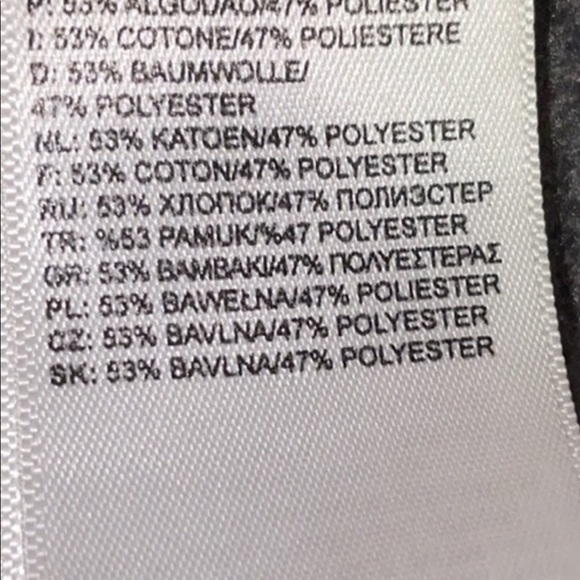 P: 53% ALGODÃO/47% POLIESTER
I: 53% COTONE/47% POLIESTERE
D: 53% BAUMWOLLE/
47% POLYESTER
NL: 53% KATOEN/47% POLYESTER
F: 53% COTON/47% POLYESTER
RU: 53% ХЛОПОК/47% ПОЛИЭСТЕР
TR: %53 PAMUK/%47 POLYESTER
GR: 53% ΒΑΜΒΑΚΙ/47% ΠΟΛΥΕΣΤΕΡΑΣ
PL: 53% BAWEŁNA/47% POLIESTER
CZ: 53% BAVLNA/47% POLYESTER
SK: 53% BAVLNA/47% POLYESTER